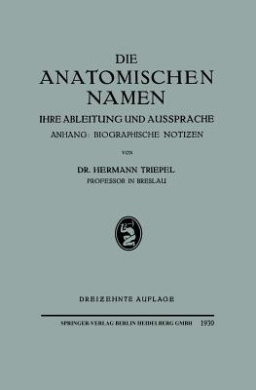 DIE
ANATOMISCHEN
NAMEN
IHRE ABLEITUNG UND AUSSPRACHE
ANHANG: BIOGRAPHISCHE NOTIZEN
VON
DR. HERMANN TRIEPEL
PROFESSOR IN BRESLAU
DREIZEHNTE AUFLAGE
SPRINGER-VERLAG BERLIN HEIDELBERG GMBH 1930